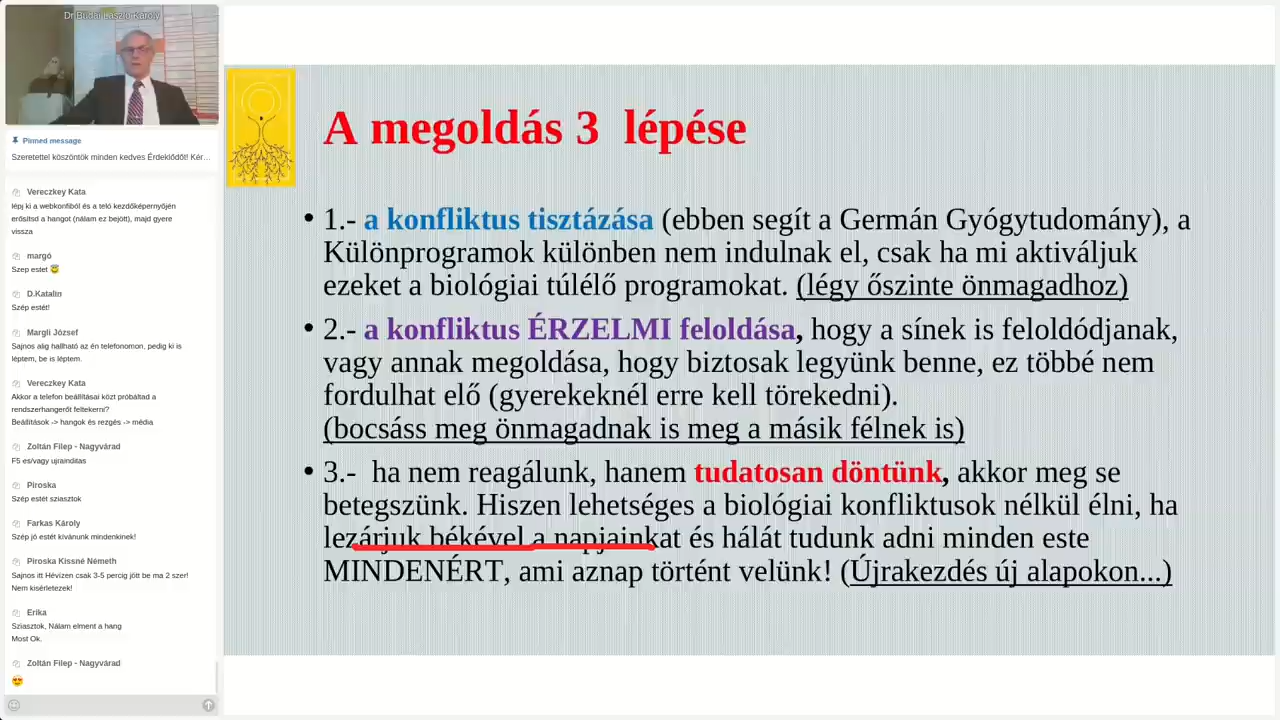 Dr Budai László Károly
Pinned message
Szeretettel köszöntök minden kedves Érdeklődőt! Kér...
Vereczkey Kata
lépj ki a webkonfiból és a teló kezdőképernyőjén
erősítsd a hangot (nálam ez bejött), majd gyere
vissza
margó
Szep estet
D.Katalin
Szép estét!
Margli József
Sajnos alig hallható az én telefonomon, pedig ki is
léptem, be is léptem.
Vereczkey Kata
Akkor a telefon beállításai közt próbáltad a
rendszerhangerőt feltekerni?
Beállítások -> hangok és rezgés -> média
Zoltán Filep - Nagyvárad
F5 es/vagy ujrainditas
Piroska
Szép estét sziasztok
Farkas Károly
Szép jó estét kívánunk mindenkinek!
Piroska Kissné Németh
Sajnos itt Hévízen csak 3-5 percig jött be ma 2 szer!
Nem kisérletezek!
Erika
Sziasztok, Nálam elment a hang
Most Ok.
Zoltán Filep - Nagyvárad
A megoldás 3 lépése
• 1.- a konfliktus tisztázása (ebben segít a Germán Gyógytudomány), a
Különprogramok különben nem indulnak el, csak ha mi aktiváljuk
ezeket a biológiai túlélő programokat. (légy őszinte önmagadhoz)
• 2.- a konfliktus ÉRZELMI feloldása, hogy a sínek is feloldódjanak,
vagy annak megoldása, hogy biztosak legyünk benne, ez többé nem
fordulhat elő (gyerekeknél erre kell törekedni).
(bocsáss meg önmagadnak is meg a másik félnek is)
• 3.- ha nem reagálunk, hanem tudatosan döntünk, akkor meg se
betegszünk. Hiszen lehetséges a biológiai konfliktusok nélkül élni, ha
lezárjuk békével a napjainkat és hálát tudunk adni minden este
MINDENÉRT, ami aznap történt velünk! (Újrakezdés új alapokon...)